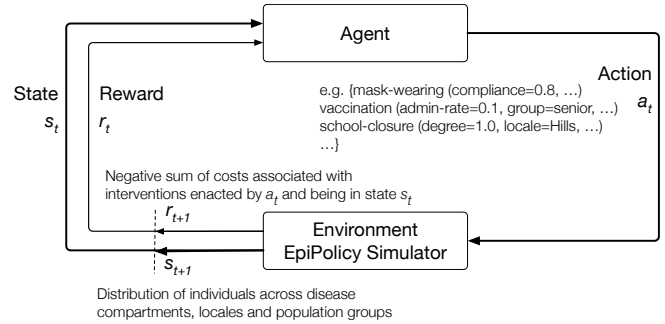 Agent
State
s_t
Reward
r_t
e.g. {mask-wearing (compliance=0.8, …)
vaccination (admin-rate=0.1, group=senior, …)
school-closure (degree=1.0, locale=Hills, …)
…}
Action
a_t
Negative sum of costs associated with
interventions enacted by a_t and being in state s_t
r_{t+1}
Environment
EpiPolicy Simulator
s_{t+1}
Distribution of individuals across disease
compartments, locales and population groups